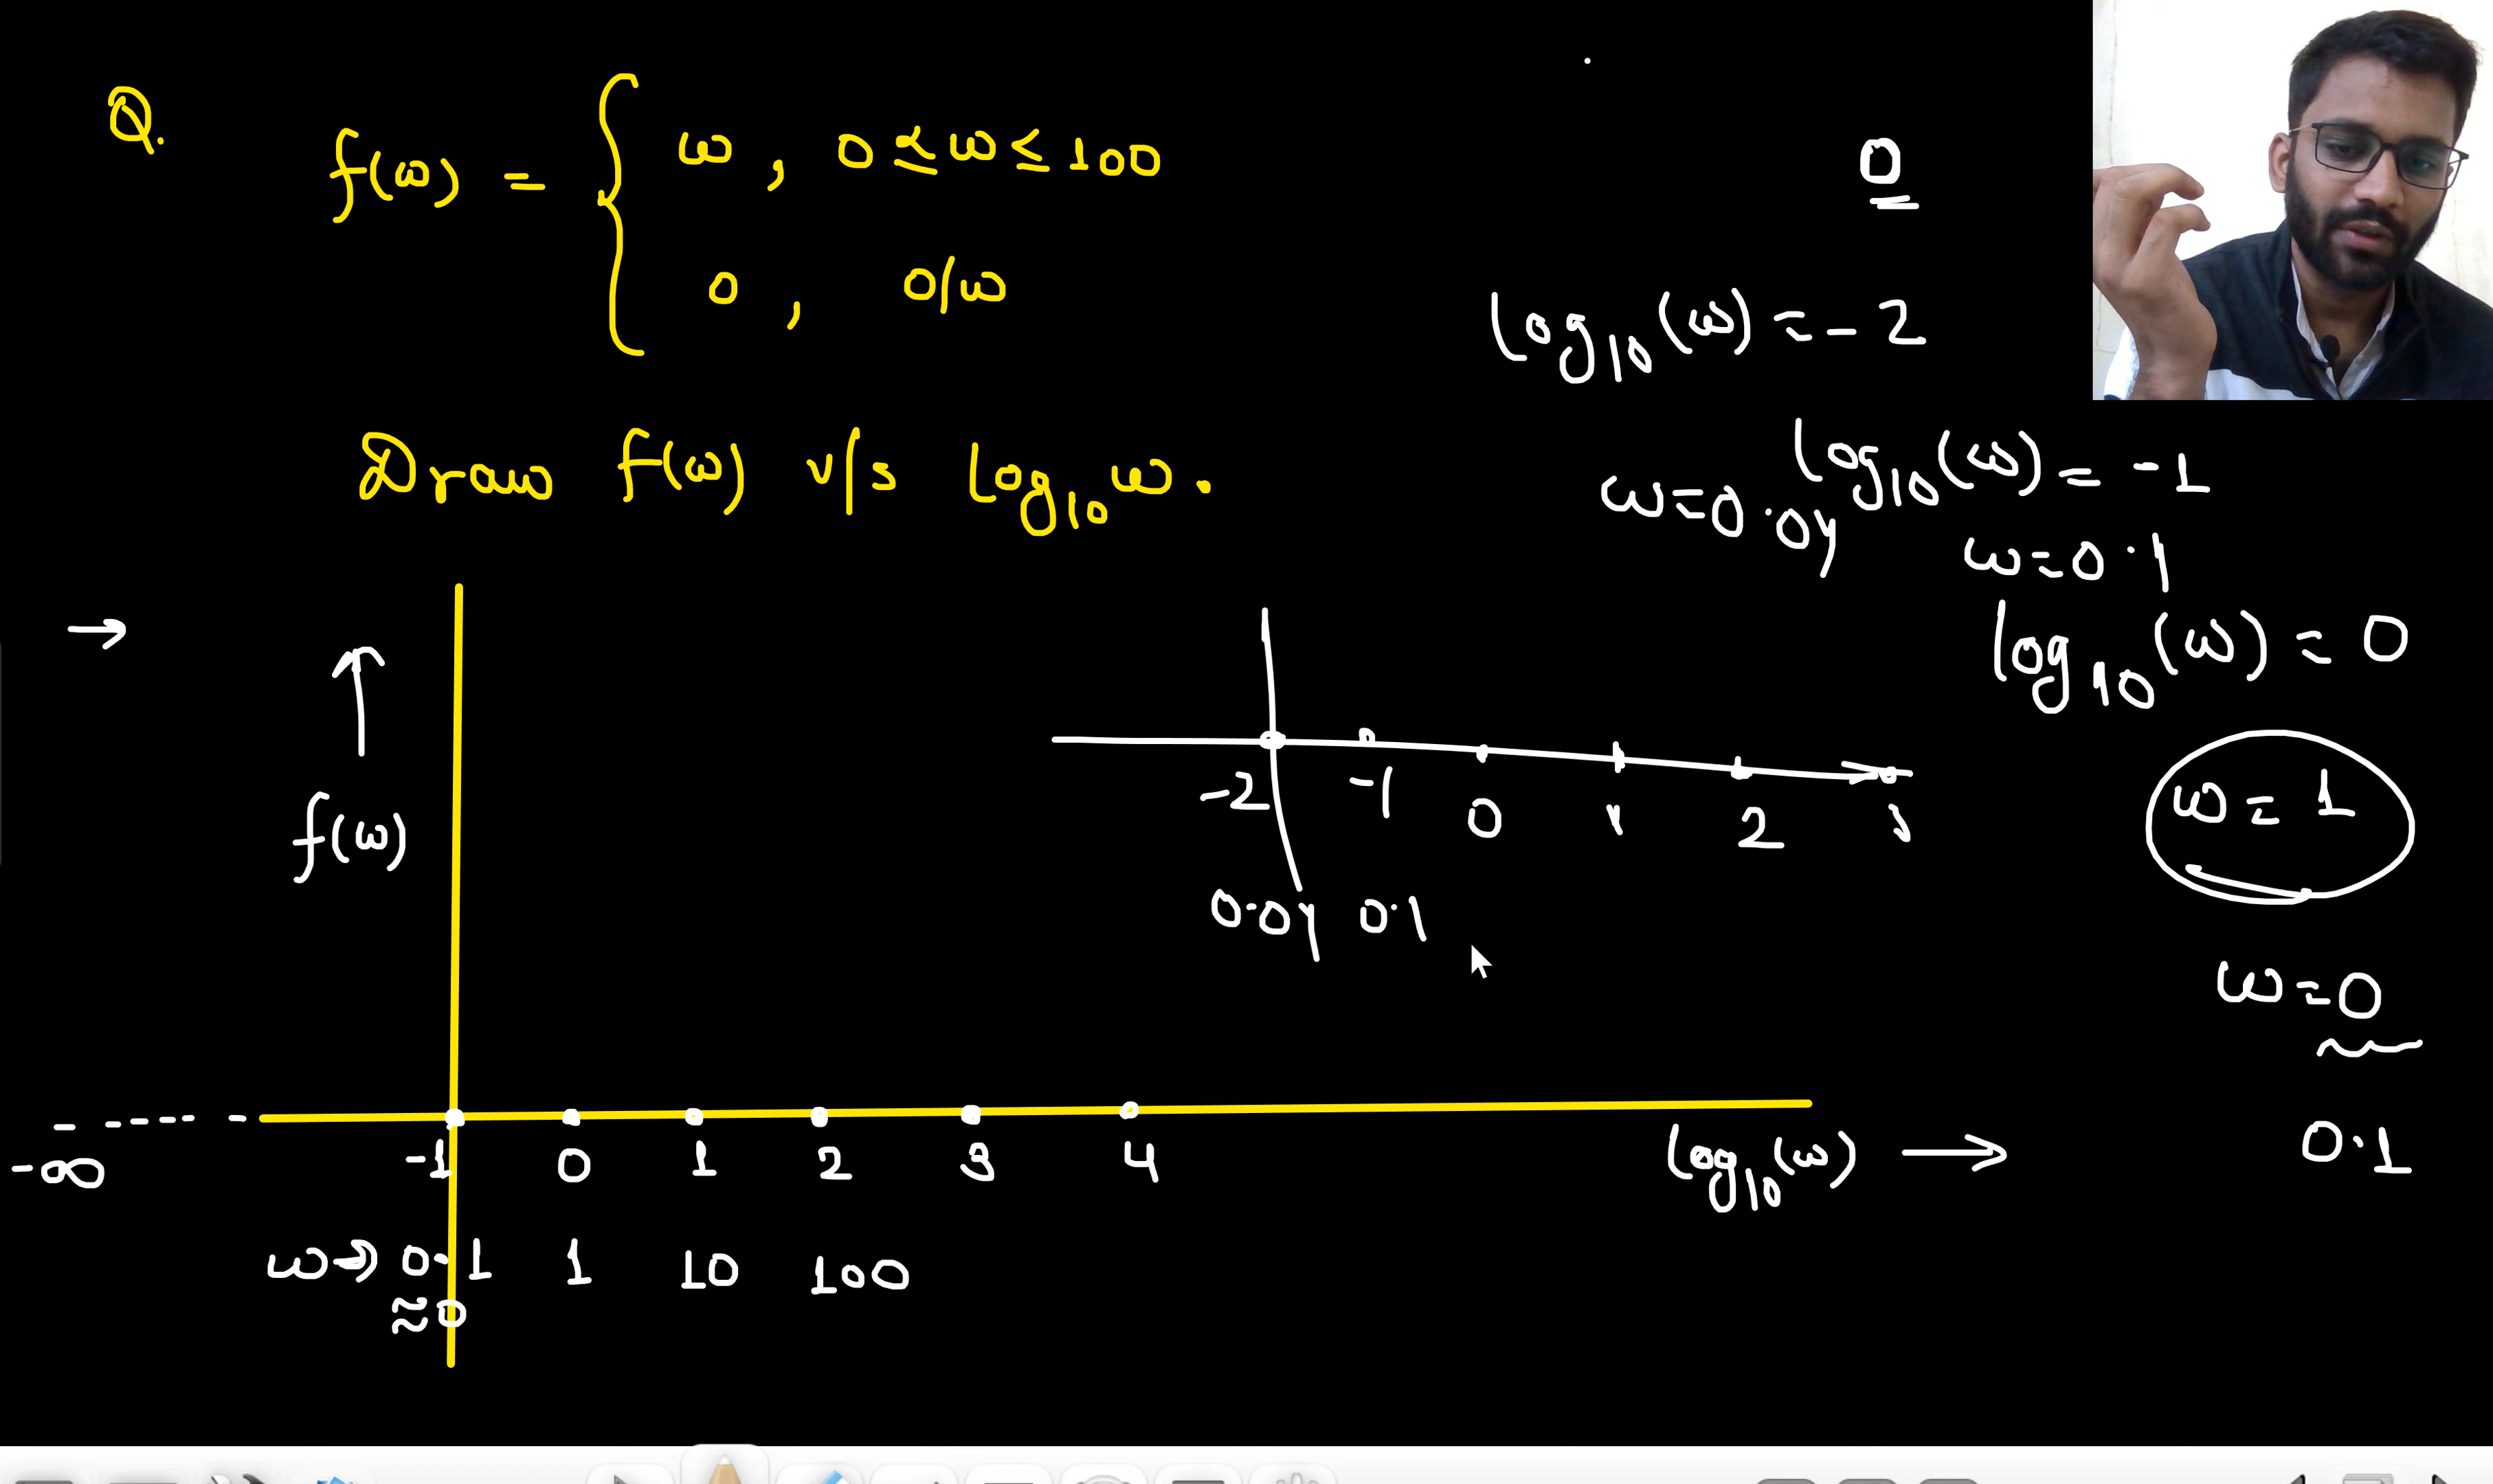 Q.
f(ω) = { ω , 0 ≤ ω ≤ 100
0 , o/ω
Draw f(ω) v/s log₁₀ω.
0
log₁₀(ω) = -2
ω=0.01
log₁₀(ω) = -1
ω=0.1
log₁₀(ω) = 0
ω = 1
ω=0
0.1
→
↑
f(ω)
-2 -1 0 1 2
0.01 0.1
-∞ -1 0 1 2 3 4 log₁₀(ω) →
ω→ 0.1 1 10 100
≈0